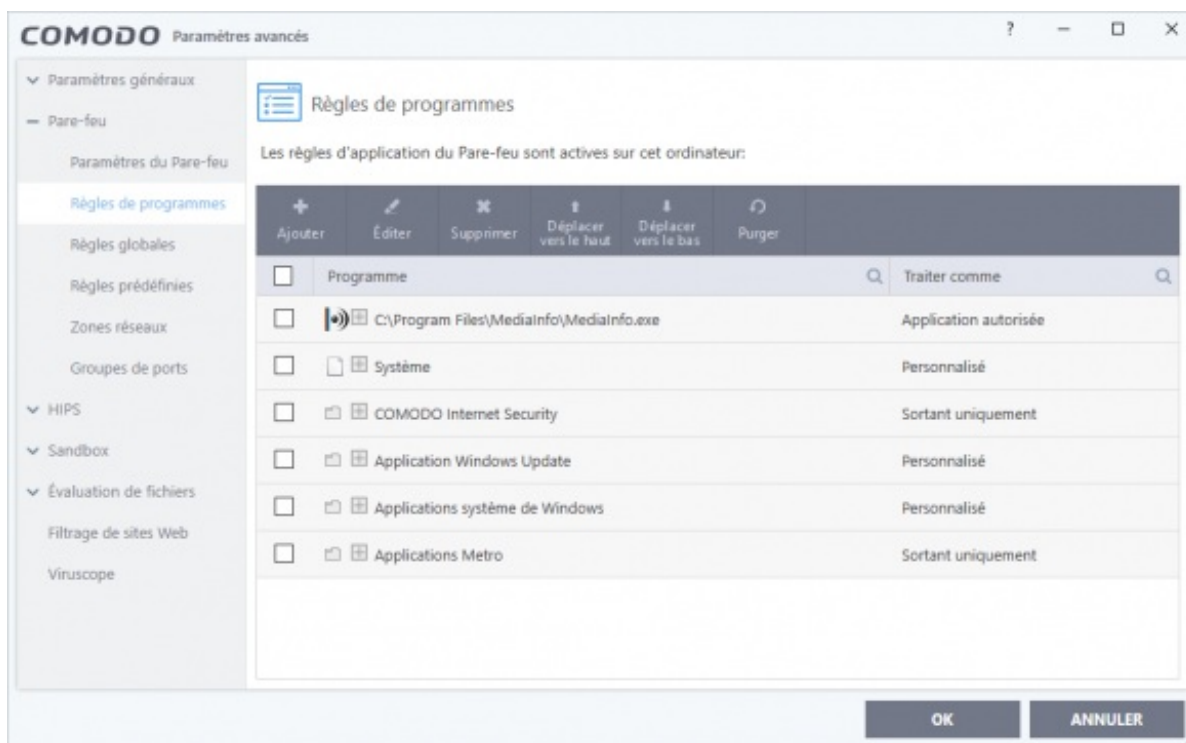 COMODO Paramètres avancés ?
Paramètres généraux
Pare-feu
Paramètres du Pare-feu
Règles de programmes
Règles globales
Règles prédéfinies
Zones réseaux
Groupes de ports
HIPS
Sandbox
Évaluation de fichiers
Filtrage de sites Web
Viruscope
Règles de programmes
Les règles d'application du Pare-feu sont actives sur cet ordinateur:
Ajouter
Éditer
Supprimer
Déplacer
vers le haut
Déplacer
vers le bas
Purger
Programme Traiter comme
C:\Program Files\MediaInfo\MediaInfo.exe Application autorisée
Système Personnalisé
COMODO Internet Security Sortant uniquement
Application Windows Update Personnalisé
Applications système de Windows Personnalisé
Applications Metro Sortant uniquement
OK
ANNULER